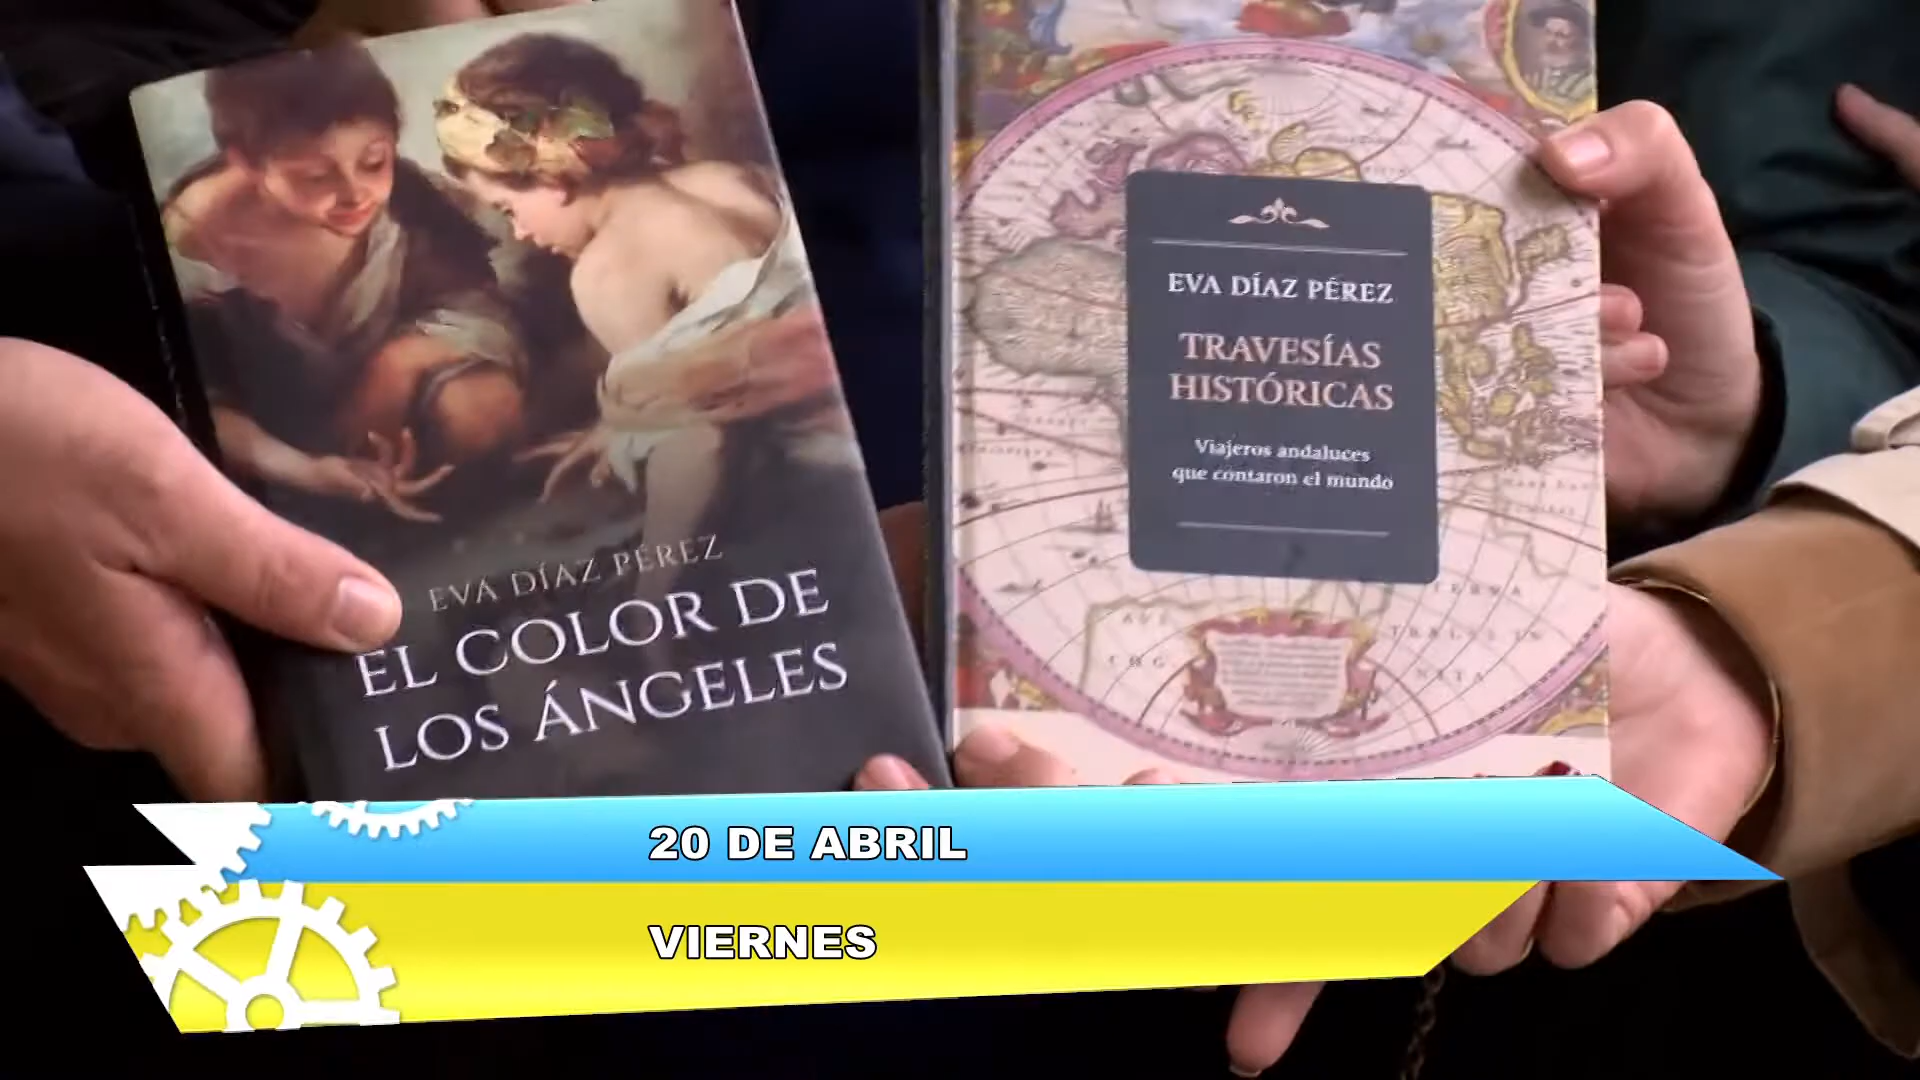 EVA DÍAZ PÉREZ
EL COLOR DE
LOS ÁNGELES
EVA DÍAZ PÉREZ
TRAVESÍAS
HISTÓRICAS
Viajeros andaluces
que contaron el mundo
20 DE ABRIL
VIERNES